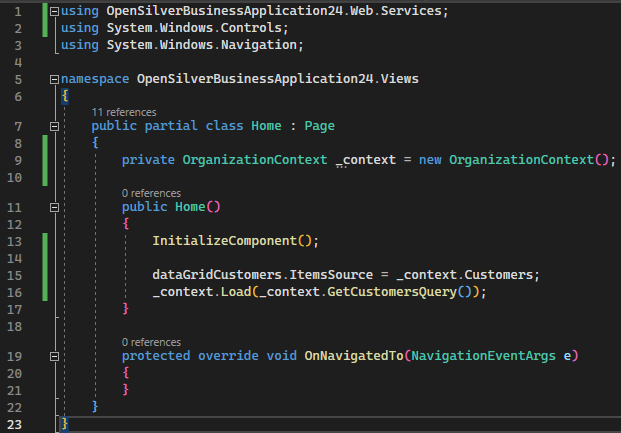 1 using OpenSilverBusinessApplication24.Web.Services;
2 using System.Windows.Controls;
3 using System.Windows.Navigation;
4
5 namespace OpenSilverBusinessApplication24.Views
6 {
11 references
7 public partial class Home : Page
8 {
9 private OrganizationContext _context = new OrganizationContext();
10
0 references
11 public Home()
12 {
13 InitializeComponent();
14
15 dataGridCustomers.ItemsSource = _context.Customers;
16 _context.Load(_context.GetCustomersQuery());
17 }
18
0 references
19 protected override void OnNavigatedTo(NavigationEventArgs e)
20 {
21 }
22 }
23 }